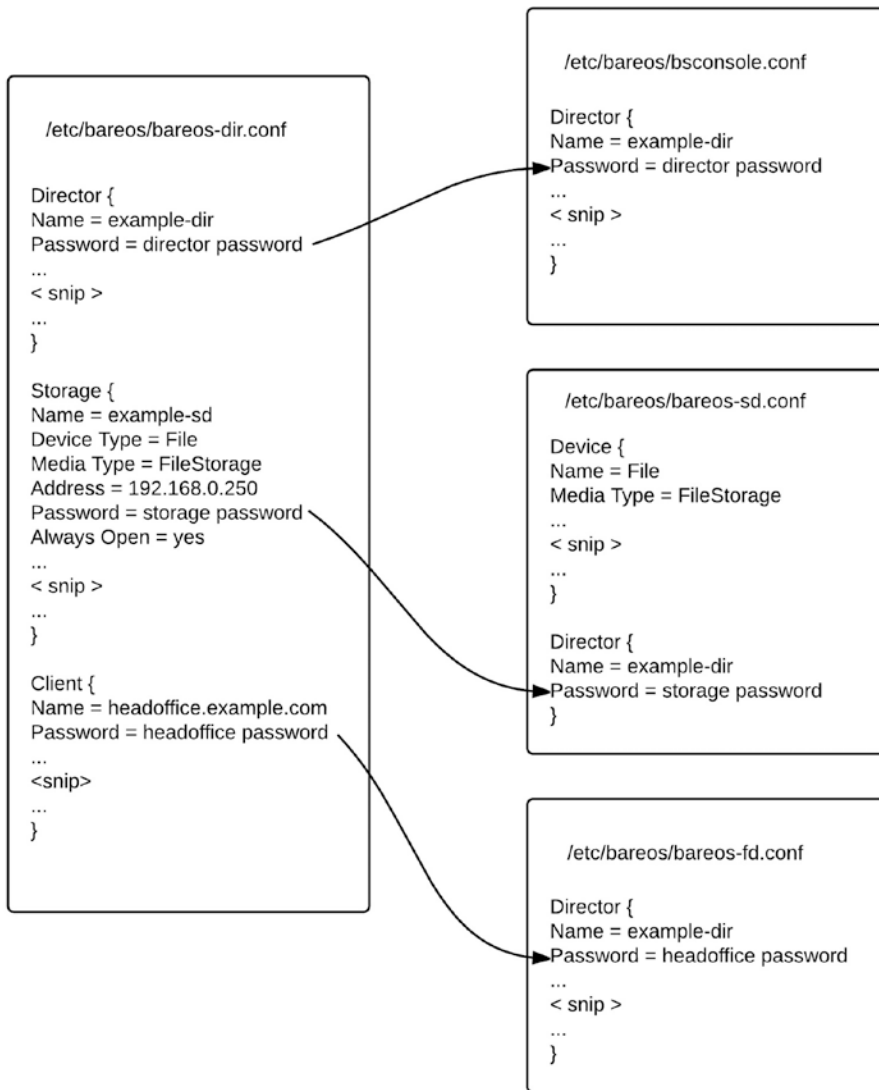 /etc/bareos/bareos-dir.conf
Director {
Name = example-dir
Password = director password
...
< snip >
...
}
Storage {
Name = example-sd
Device Type = File
Media Type = FileStorage
Address = 192.168.0.250
Password = storage password
Always Open = yes
...
< snip >
...
}
Client {
Name = headoffice.example.com
Password = headoffice password
...
<snip>
...
}
/etc/bareos/bsconsole.conf
Director {
Name = example-dir
Password = director password
...
< snip >
...
}
/etc/bareos/bareos-sd.conf
Device {
Name = File
Media Type = FileStorage
...
< snip >
...
}
Director {
Name = example-dir
Password = storage password
}
/etc/bareos/bareos-fd.conf
Director {
Name = example-dir
Password = headoffice password
...
< snip >
...
}